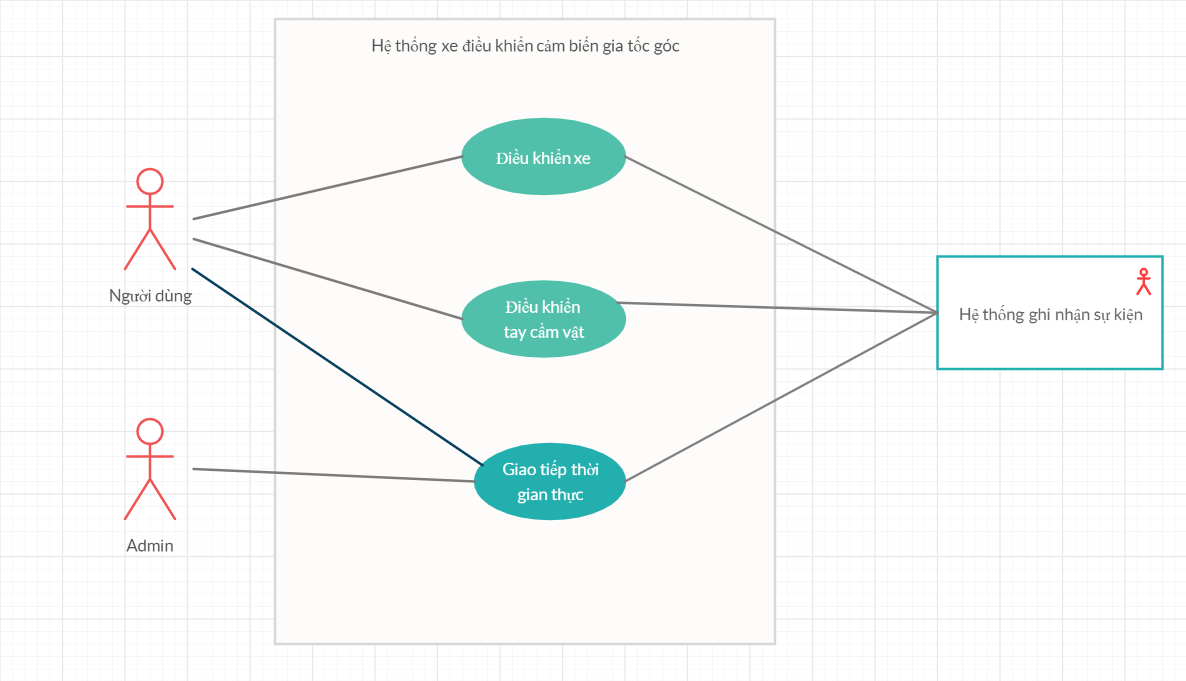 Hệ thống xe điều khiển cảm biến gia tốc góc
Điều khiển xe
Người dùng
Điều khiển
tay cầm vật
Hệ thống ghi nhận sự kiện
Giao tiếp thời
gian thực
Admin